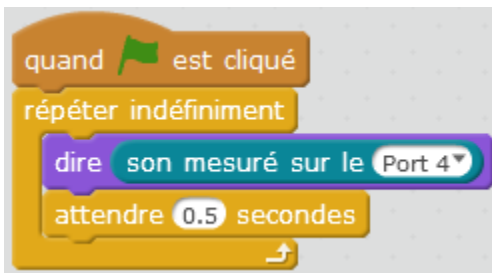 quand est cliqué
répéter indéfiniment
dire son mesuré sur le Port 4
attendre 0.5 secondes